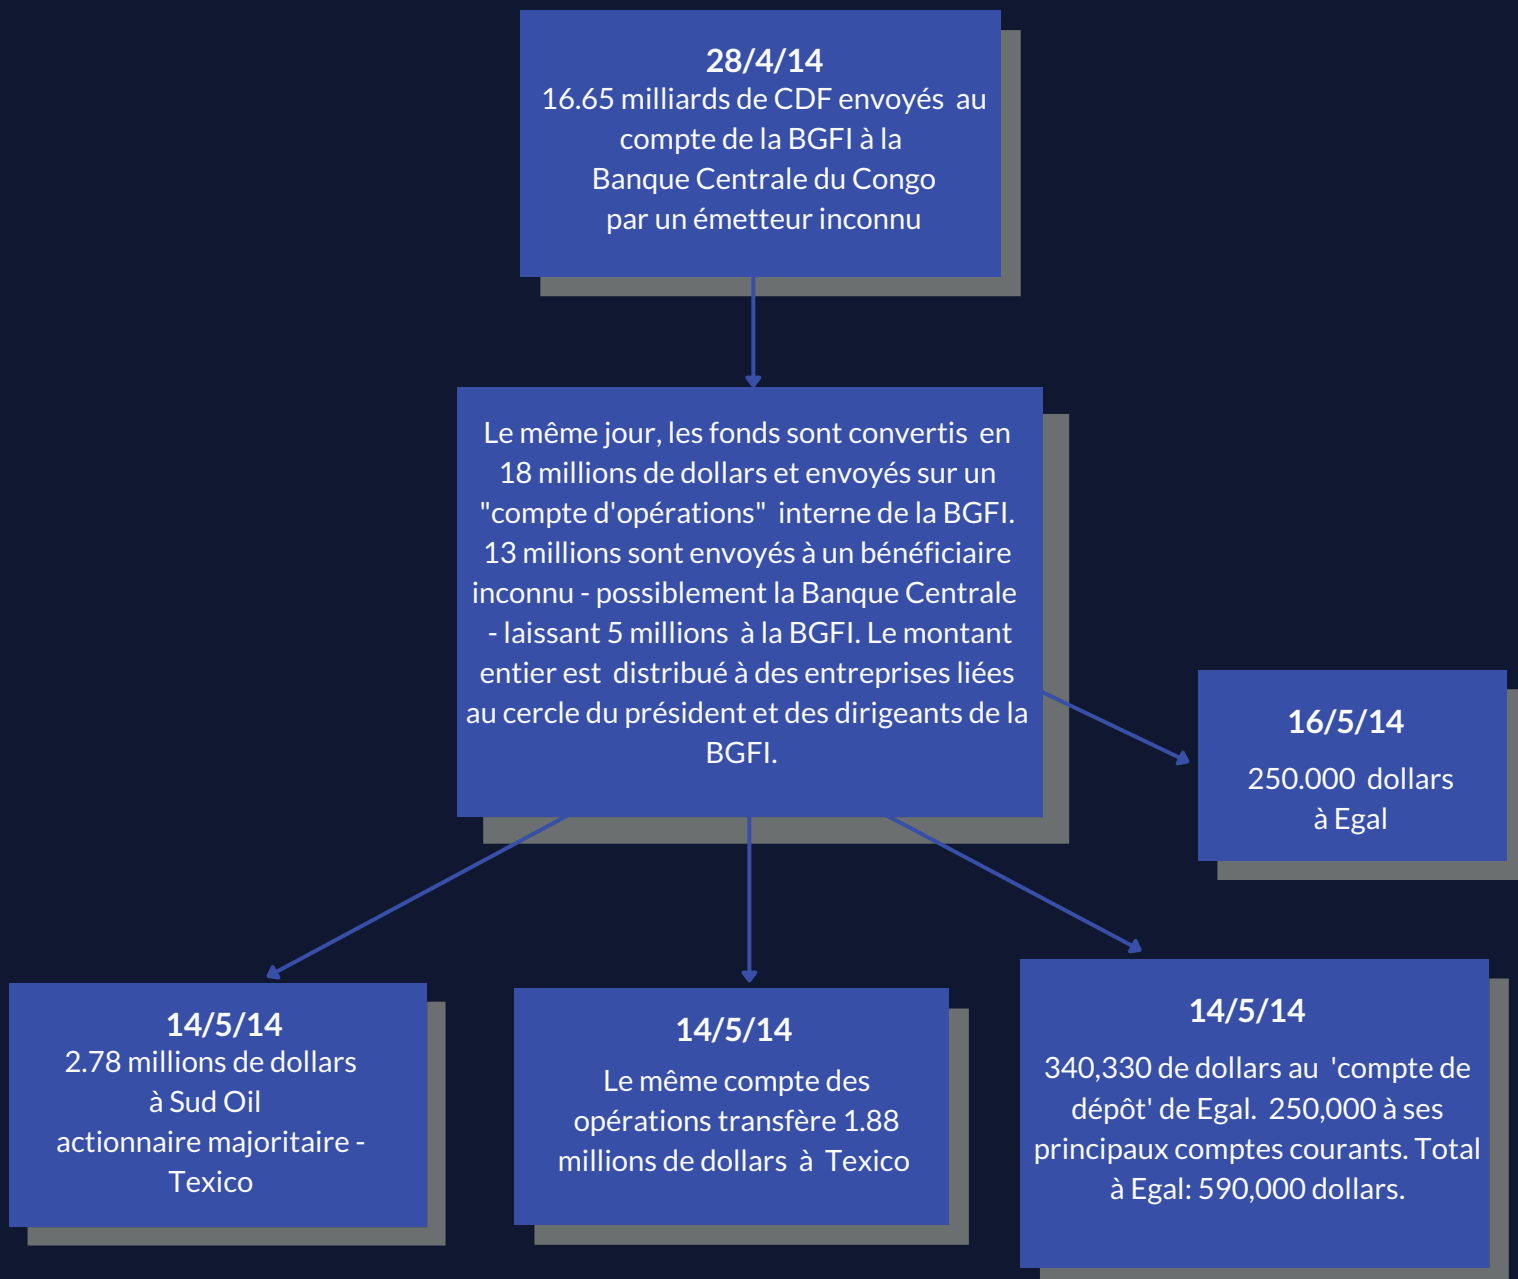 28/4/14
16.65 milliards de CDF envoyés au
compte de la BGFI à la
Banque Centrale du Congo
par un émetteur inconnu
Le même jour, les fonds sont convertis en
18 millions de dollars et envoyés sur un
"compte d'opérations" interne de la BGFI.
13 millions sont envoyés à un bénéficiaire
inconnu - possiblement la Banque Centrale
- laissant 5 millions à la BGFI. Le montant
entier est distribué à des entreprises liées
au cercle du président et des dirigeants de la
BGFI.
16/5/14
250.000 dollars
à Egal
14/5/14
2.78 millions de dollars
à Sud Oil
actionnaire majoritaire -
Texico
14/5/14
Le même compte des
opérations transfère 1.88
millions de dollars à Texico
14/5/14
340,330 de dollars au 'compte de
dépôt' de Egal. 250,000 à ses
principaux comptes courants. Total
à Egal: 590,000 dollars.